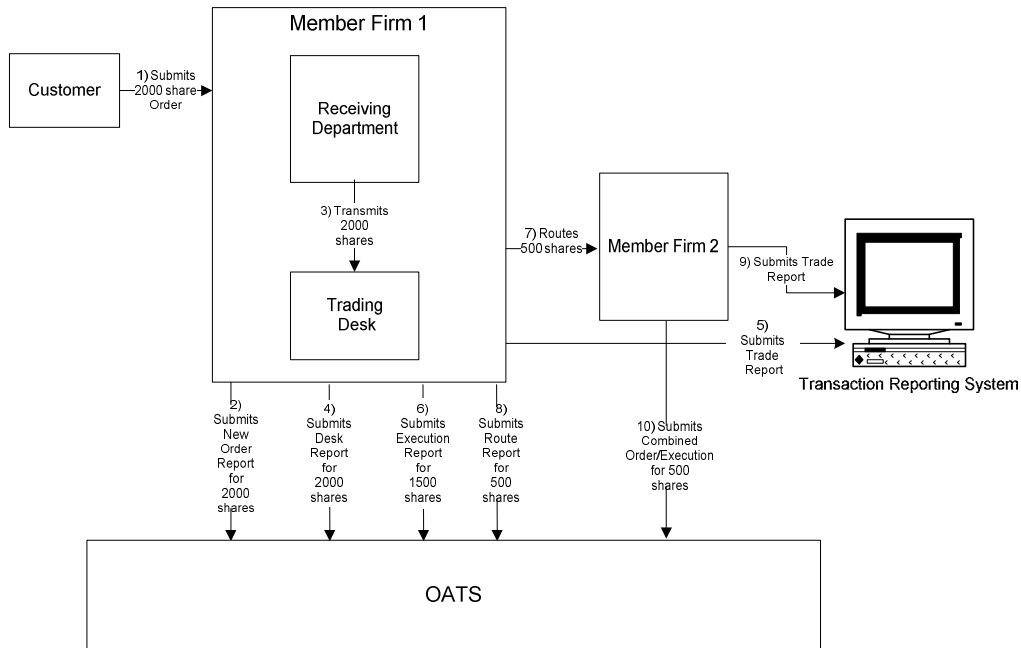 Member Firm 1
Customer
1) Submits
2000 share
Order
Receiving
Department
3) Transmits
2000
shares
Trading
Desk
7) Routes
500 shares
Member Firm 2
9) Submits Trade
Report
5)
Submits
Trade
Report
Transaction Reporting System
2)
Submits
New
Order
Report
for
2000
shares
4)
Submits
Desk
Report
for
2000
shares
6)
Submits
Execution
Report
for
1500
shares
8)
Submits
Route
Report
for
500
shares
10) Submits
Combined
Order/Execution
for 500
shares
OATS